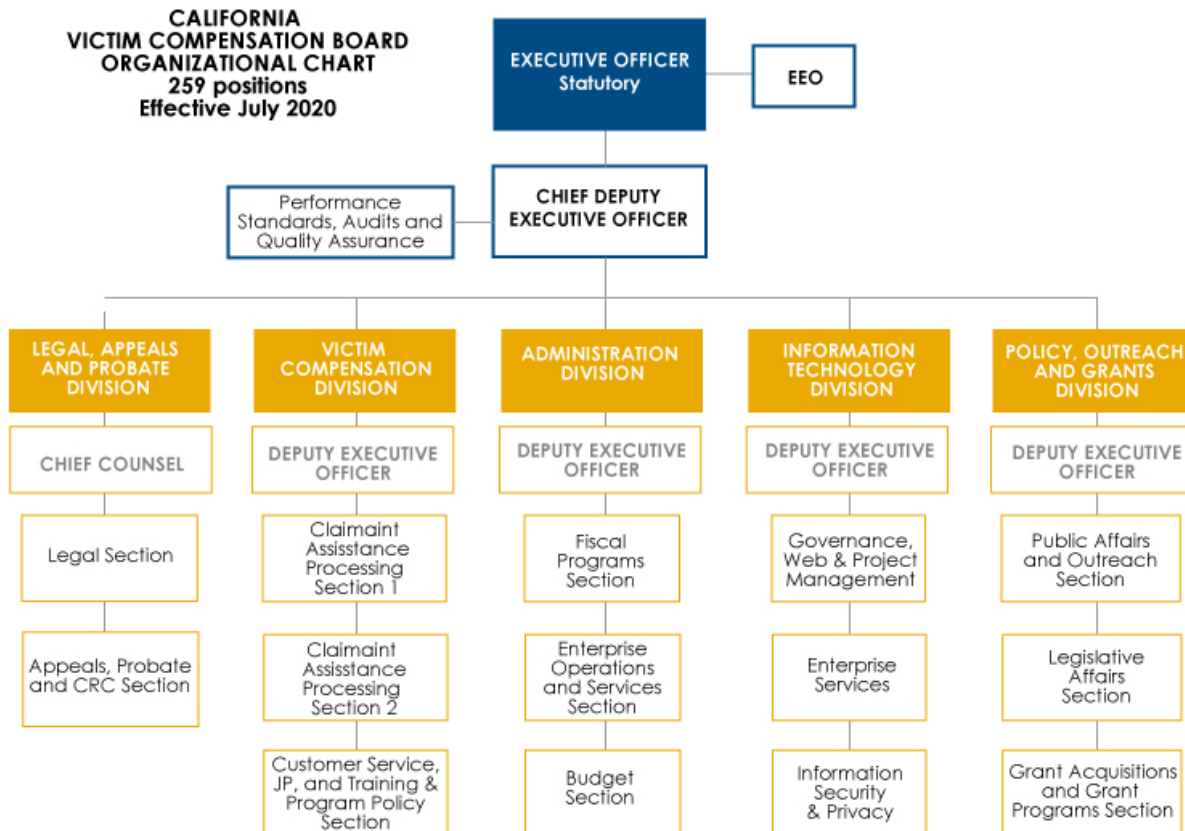 CALIFORNIA
VICTIM COMPENSATION BOARD
ORGANIZATIONAL CHART
259 positions
Effective July 2020
EXECUTIVE OFFICER
Statutory
EEO
Performance
Standards, Audits and
Quality Assurance
CHIEF DEPUTY
EXECUTIVE OFFICER
LEGAL, APPEALS
AND PROBATE
DIVISION
CHIEF COUNSEL
Legal Section
Appeals, Probate
and CRC Section
VICTIM
COMPENSATION
DIVISION
DEPUTY EXECUTIVE
OFFICER
Claimaint
Assisstance
Processing
Section 1
Claimaint
Assisstance
Processing
Section 2
Customer Service,
JP, and Training &
Program Policy
Section
ADMINISTRATION
DIVISION
DEPUTY EXECUTIVE
OFFICER
Fiscal
Programs
Section
Enterprise
Operations
and Services
Section
Budget
Section
INFORMATION
TECHNOLOGY
DIVISION
DEPUTY EXECUTIVE
OFFICER
Governance,
Web & Project
Management
Enterprise
Services
Information
Security
& Privacy
POLICY, OUTREACH
AND GRANTS
DIVISION
DEPUTY EXECUTIVE
OFFICER
Public Affairs
and Outreach
Section
Legislative
Affairs
Section
Grant Acquisitions
and Grant
Programs Section